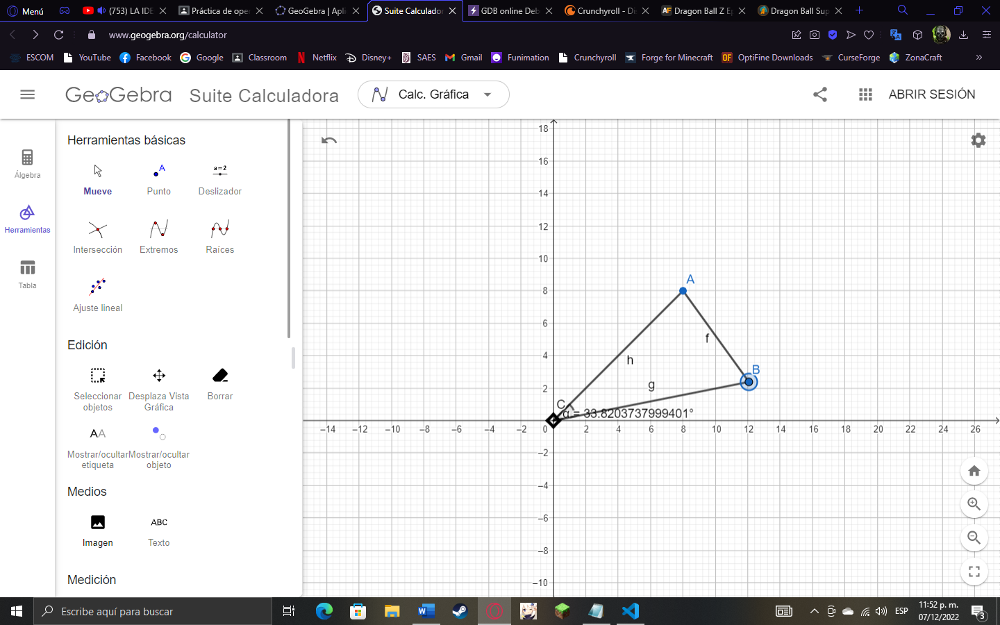 Menú
(753) LA IDE
Práctica de oper
GeoGebra | Apli
Suite Calculador
GDB online Deb
Crunchyroll - Di
AF Dragon Ball Z Ep
Dragon Ball Sup
www.geogebra.org/calculator
ESCOM
YouTube
Facebook
Google
Classroom
Netflix
Disney+
SAES
Gmail
Funimation
Crunchyroll
Forge for Minecraft
OF OptiFine Downloads
CurseForge
ZonaCraft
»
GeoGebra
Suite Calculadora
Calc. Gráfica
ABRIR SESIÓN
Álgebra
Herramientas
Tabla
Herramientas básicas
A
a=2
Mueve
Punto
Deslizador
Intersección
Extremos
Raíces
Ajuste lineal
Edición
Seleccionar objetos
Desplaza Vista Gráfica
Borrar
AA
Mostrar/ocultar etiqueta
Mostrar/ocultar objeto
Medios
ABC
Imagen
Texto
Medición
18
16
14
12
10
8
6
4
2
0
−2
−4
−6
−8
−10
−14
−12
−10
−8
−6
−4
−2
2
4
6
8
10
12
14
16
18
20
22
24
26
A
f
h
B
g
C
α = 33.8203737999401°
Escribe aquí para buscar
ESP
11:52 p. m.
07/12/2022
3